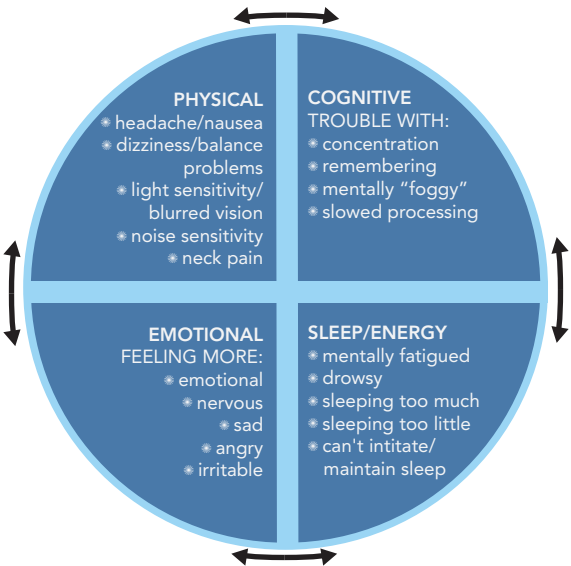 PHYSICAL
✺ headache/nausea
✺ dizziness/balance
problems
✺ light sensitivity/
blurred vision
✺ noise sensitivity
✺ neck pain
COGNITIVE
TROUBLE WITH:
✺ concentration
✺ remembering
✺ mentally “foggy”
✺ slowed processing
EMOTIONAL
FEELING MORE:
✺ emotional
✺ nervous
✺ sad
✺ angry
✺ irritable
SLEEP/ENERGY
✺ mentally fatigued
✺ drowsy
✺ sleeping too much
✺ sleeping too little
✺ can't intitate/
maintain sleep